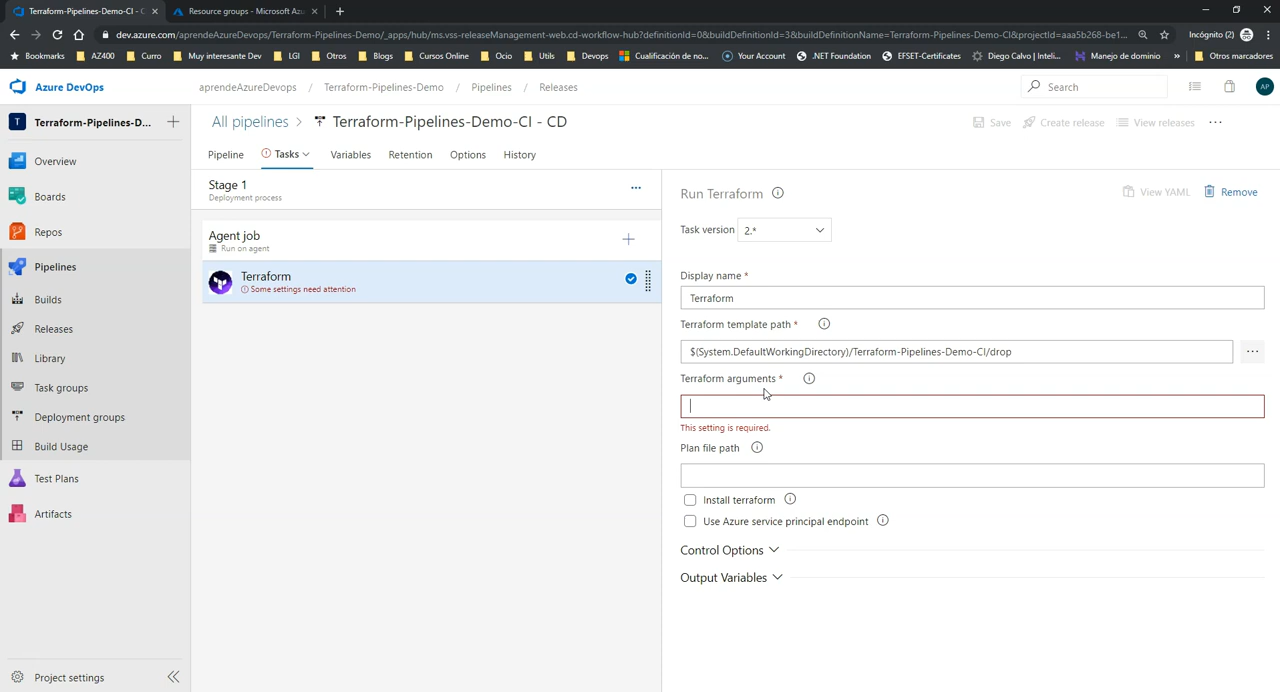 Terraform-Pipelines-Demo-CI - C
Resource groups - Microsoft Azu
dev.azure.com/aprendeAzureDevops/Terraform-Pipelines-Demo/_apps/hub/ms.vss-releaseManagement-web.cd-workflow-hub?definitionId=0&buildDefinitionId=3&buildDefinitionName=Terraform-Pipelines-Demo-CI&projectId=aaa5b268-be1...
Incógnito (2)
Bookmarks AZ400 Curro Muy interesante Dev LGI Otros Blogs Cursos Online Ocio Utils Devops Cualificación de no... Your Account .NET Foundation EFSET-Certificates Diego Calvo | Inteli... Manejo de dominio » Otros marcadores
Azure DevOps
aprendeAzureDevops / Terraform-Pipelines-Demo / Pipelines / Releases
Search
AP
T Terraform-Pipelines-D...
All pipelines > Terraform-Pipelines-Demo-CI - CD
Save Create release View releases ...
Overview
Boards
Repos
Pipelines
Builds
Releases
Library
Task groups
Deployment groups
Build Usage
Test Plans
Artifacts
Project settings
Pipeline Tasks Variables Retention Options History
Stage 1
Deployment process
Agent job
Run on agent
Terraform
Some settings need attention
Run Terraform
View YAML Remove
Task version 2.*
Display name *
Terraform
Terraform template path *
$(System.DefaultWorkingDirectory)/Terraform-Pipelines-Demo-CI/drop
Terraform arguments *
This setting is required.
Plan file path
Install terraform
Use Azure service principal endpoint
Control Options
Output Variables